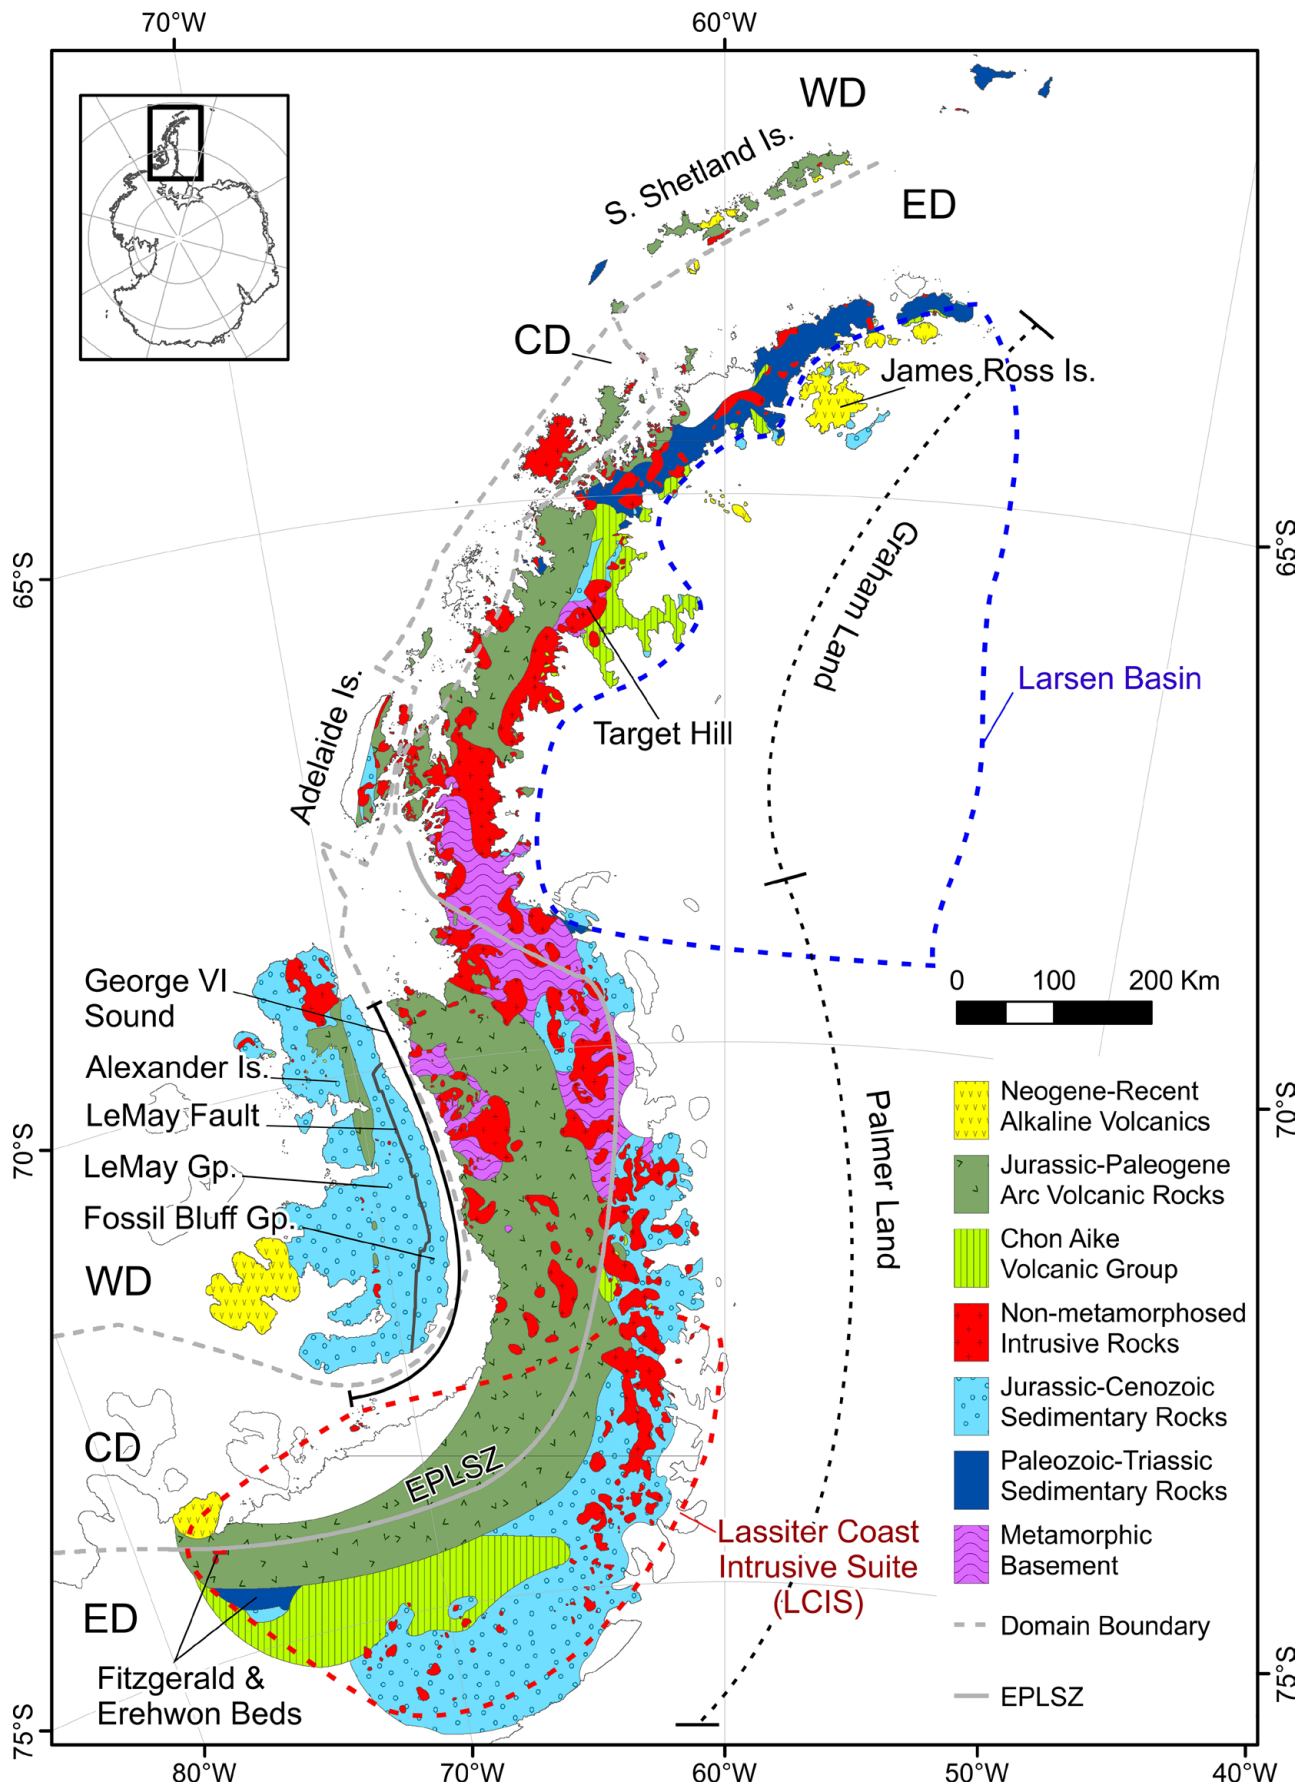 70°W
60°W
WD
S. Shetland Is.
ED
CD
James Ross Is.
65°S
65°S
Graham Land
Larsen Basin
Target Hill
Adelaide Is.
George VI
Sound
0 100 200 Km
Alexander Is.
LeMay Fault
LeMay Gp.
Fossil Bluff Gp.
70°S
70°S
Palmer Land
WD
Neogene-Recent
Alkaline Volcanics
Jurassic-Paleogene
Arc Volcanic Rocks
Chon Aike
Volcanic Group
Non-metamorphosed
Intrusive Rocks
Jurassic-Cenozoic
Sedimentary Rocks
Paleozoic-Triassic
Sedimentary Rocks
Metamorphic
Basement
Domain Boundary
EPLSZ
CD
EPLSZ
Lassiter Coast
Intrusive Suite
(LCIS)
ED
Fitzgerald &
Erehwon Beds
75°S
75°S
80°W
70°W
60°W
50°W
40°W